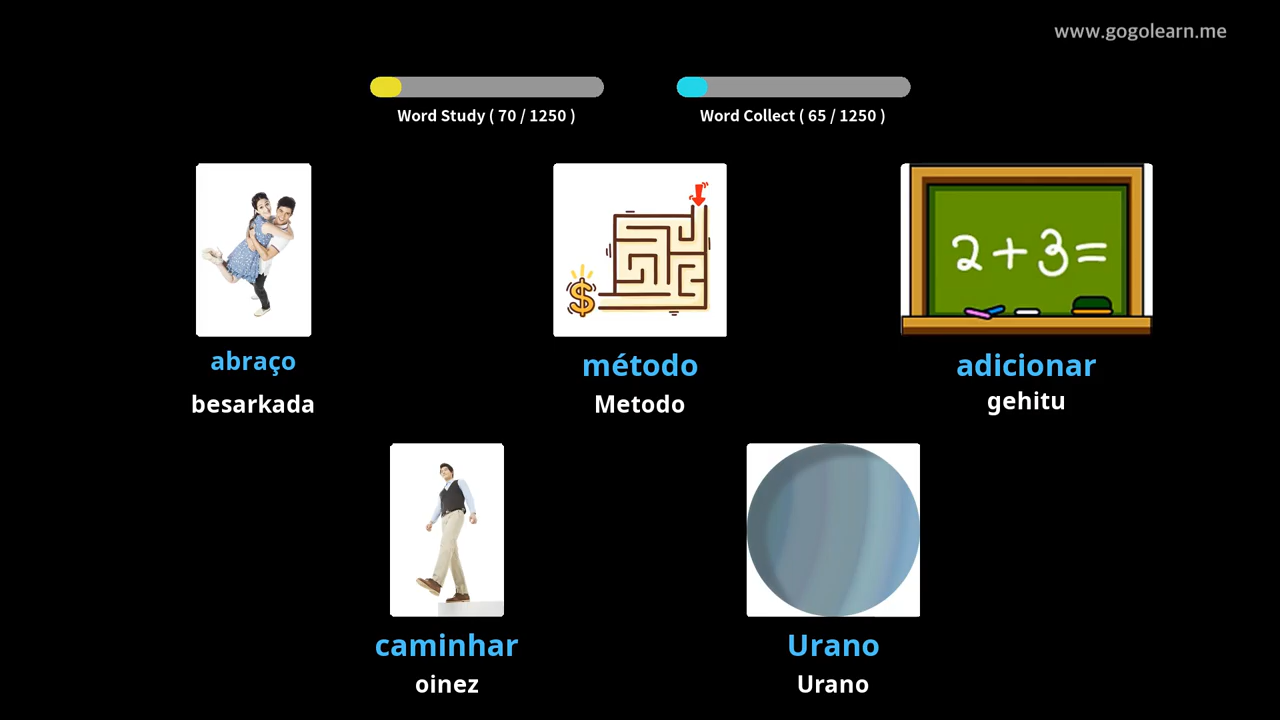 www.gogolearn.me
Word Study ( 70 / 1250 )
Word Collect ( 65 / 1250 )
2+3=
abraço
besarkada
$
método
Metodo
adicionar
gehitu
caminhar
oinez
Urano
Urano